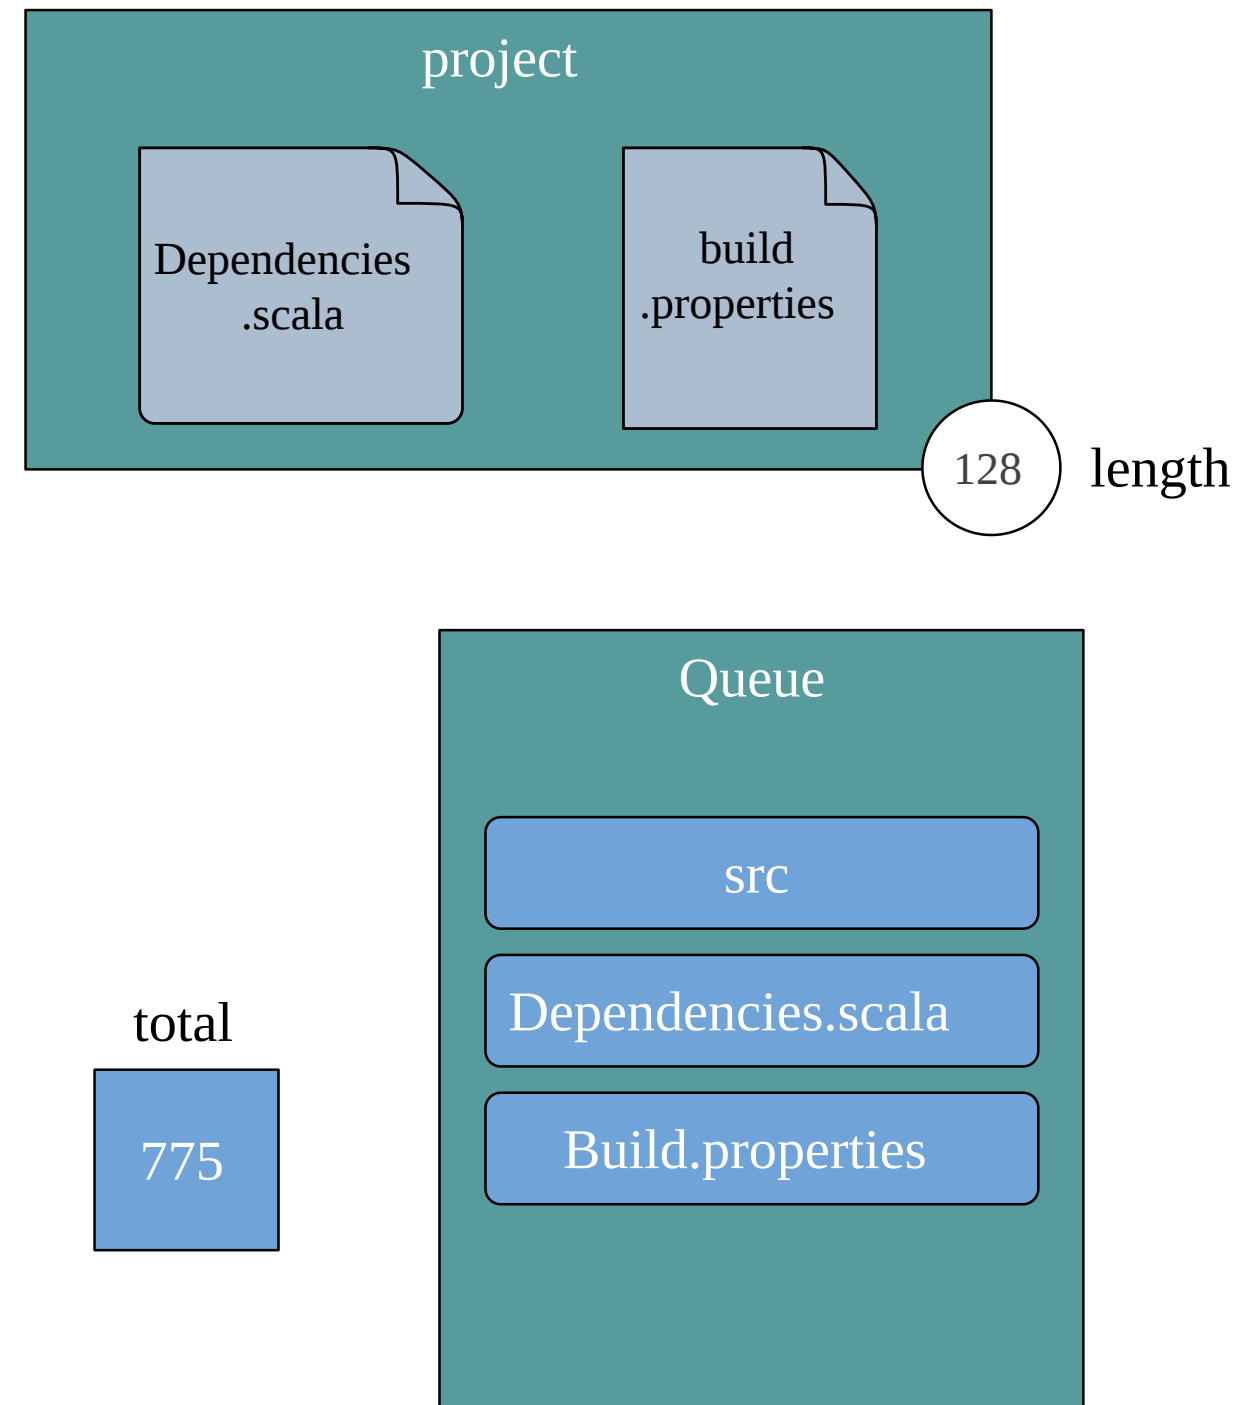 project
Dependencies
.scala
build
.properties
128
length
Queue
src
Dependencies.scala
total
Build.properties
775